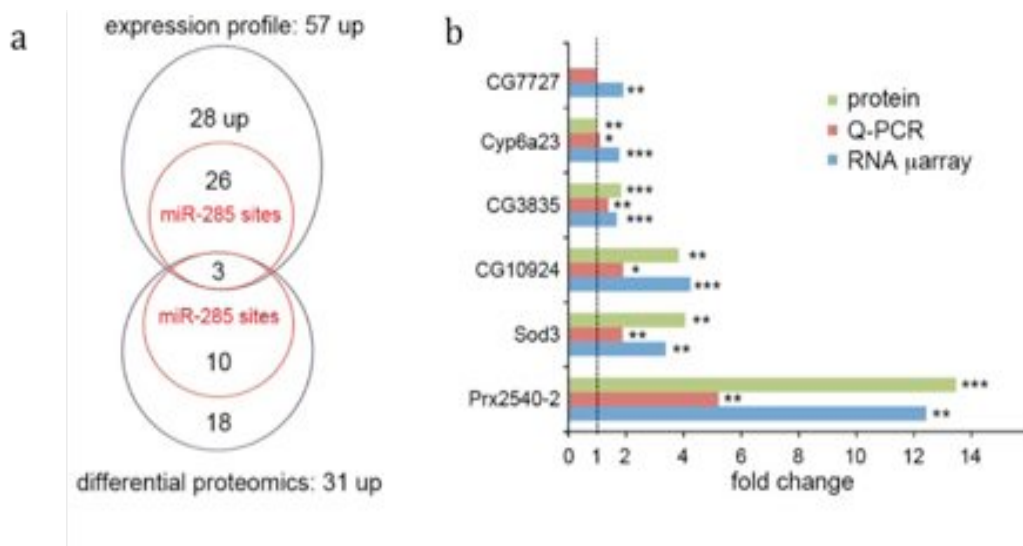 a
expression profile: 57 up
28 up
26
miR-285 sites
3
miR-285 sites
10
18
differential proteomics: 31 up
b
CG7727
**
Cyp6a23
**
*
***
CG3835
***
**
***
CG10924
**
*
***
Sod3
**
**
**
Prx2540-2
***
**
**
protein
Q-PCR
RNA μarray
0 1 2 4 6 8 10 12 14
fold change